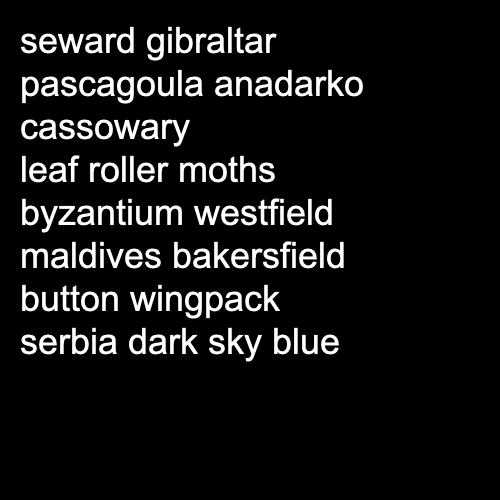 seward gibraltar
pascagoula anadarko
cassowary
leaf roller moths
byzantium westfield
maldives bakersfield
button wingpack
serbia dark sky blue